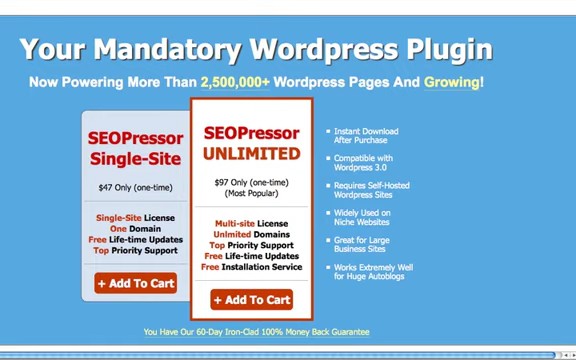 Your Mandatory Wordpress Plugin
Now Powering More Than 2,500,000+ Wordpress Pages And Growing!
SEOPressor
Single-Site
$47 Only (one-time)
Single-Site License
One Domain
Free Life-time Updates
Top Priority Support
+ Add To Cart
SEOPressor
UNLIMITED
$97 Only (one-time)
(Most Popular)
Multi-site License
Unlmited Domains
Top Priority Support
Free Life-time Updates
Free Installation Service
+ Add To Cart
Instant Download
After Purchase
Compatible with
Wordpress 3.0
Requires Self-Hosted
Wordpress Sites
Widely Used on
Niche Websites
Great for Large
Business Sites
Works Extremely Well
for Huge Autoblogs
You Have Our 60-Day Iron-Clad 100% Money Back Guarantee